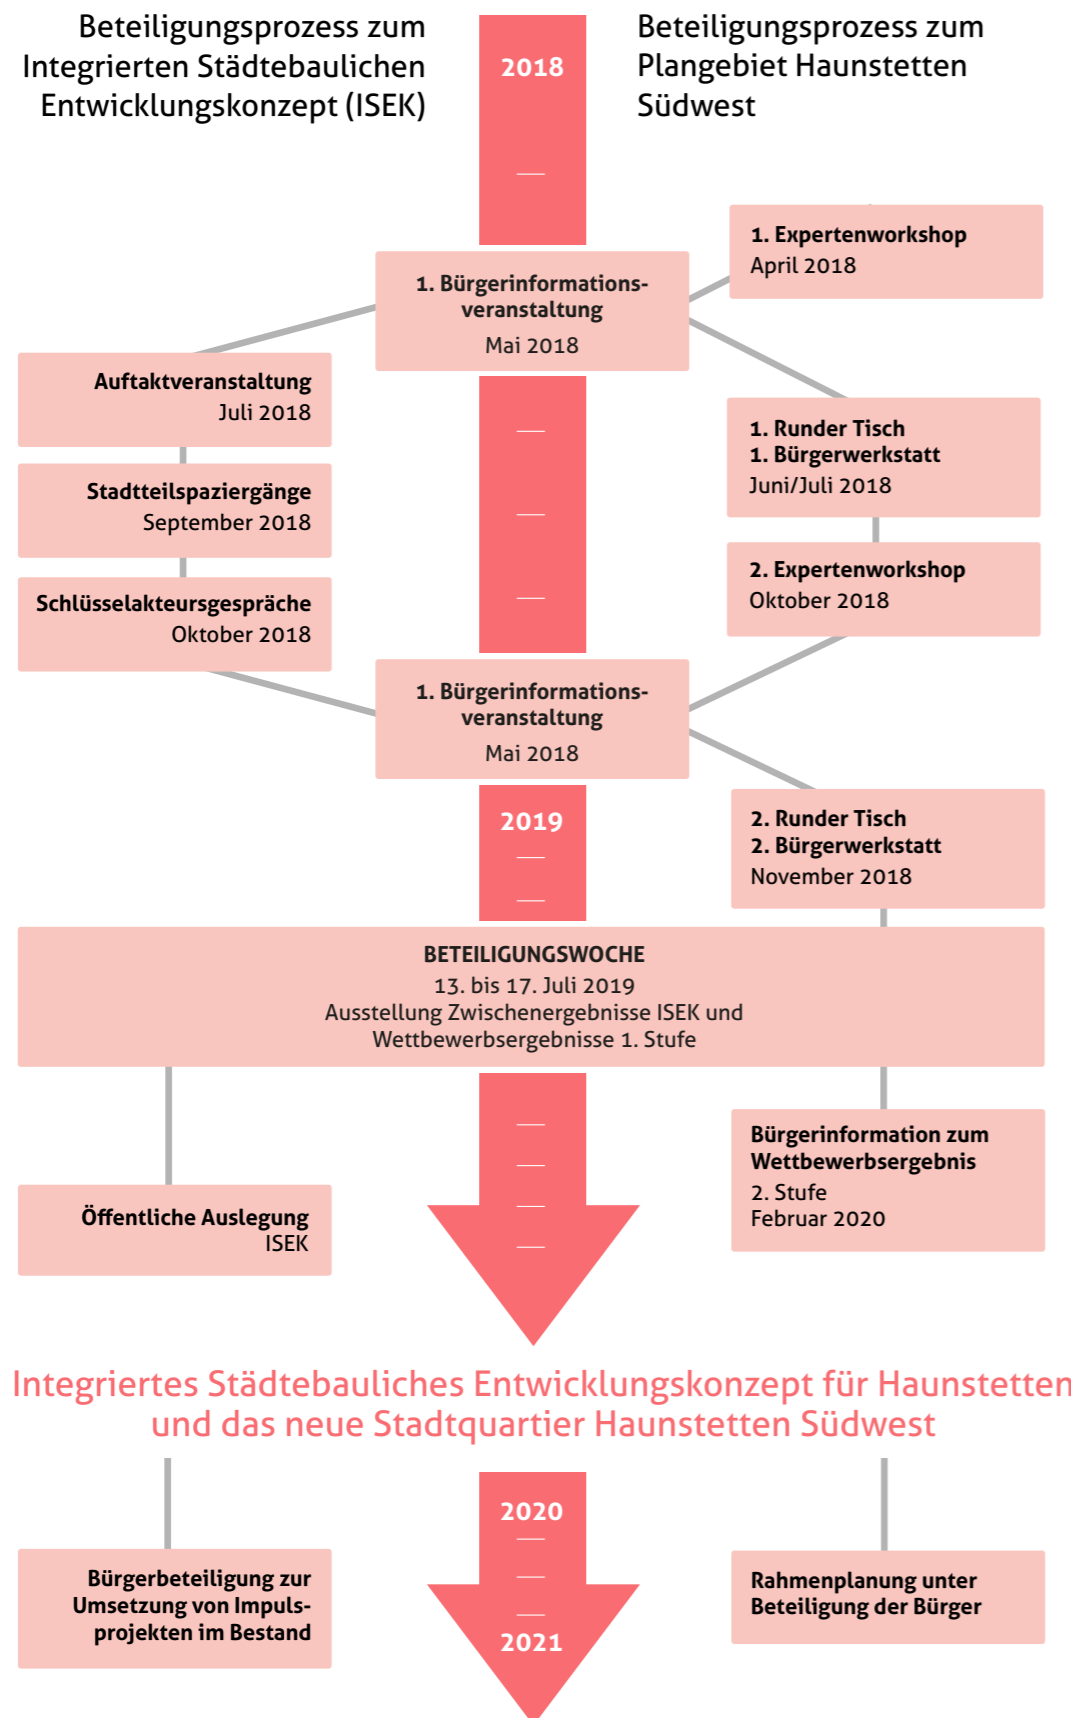 Beteiligungsprozess zum
Integrierten Städtebaulichen
Entwicklungskonzept (ISEK)
2018
Beteiligungsprozess zum
Plangebiet Haunstetten
Südwest
1. Expertenworkshop
April 2018
1. Bürgerinformations-
veranstaltung
Mai 2018
Auftaktveranstaltung
Juli 2018
Stadtteilspaziergänge
September 2018
Schlüsselakteursgespräche
Oktober 2018
1. Runder Tisch
1. Bürgerwerkstatt
Juni/Juli 2018
2. Expertenworkshop
Oktober 2018
1. Bürgerinformations-
veranstaltung
Mai 2018
2019
2. Runder Tisch
2. Bürgerwerkstatt
November 2018
BETEILIGUNGSWOCHE
13. bis 17. Juli 2019
Ausstellung Zwischenergebnisse ISEK und
Wettbewerbsergebnisse 1. Stufe
Öffentliche Auslegung
ISEK
Bürgerinformation zum
Wettbewerbsergebnis
2. Stufe
Februar 2020
Integriertes Städtebauliches Entwicklungskonzept für Haunstetten
und das neue Stadtquartier Haunstetten Südwest
2020
2021
Bürgerbeteiligung zur
Umsetzung von Impuls-
projekten im Bestand
Rahmenplanung unter
Beteiligung der Bürger